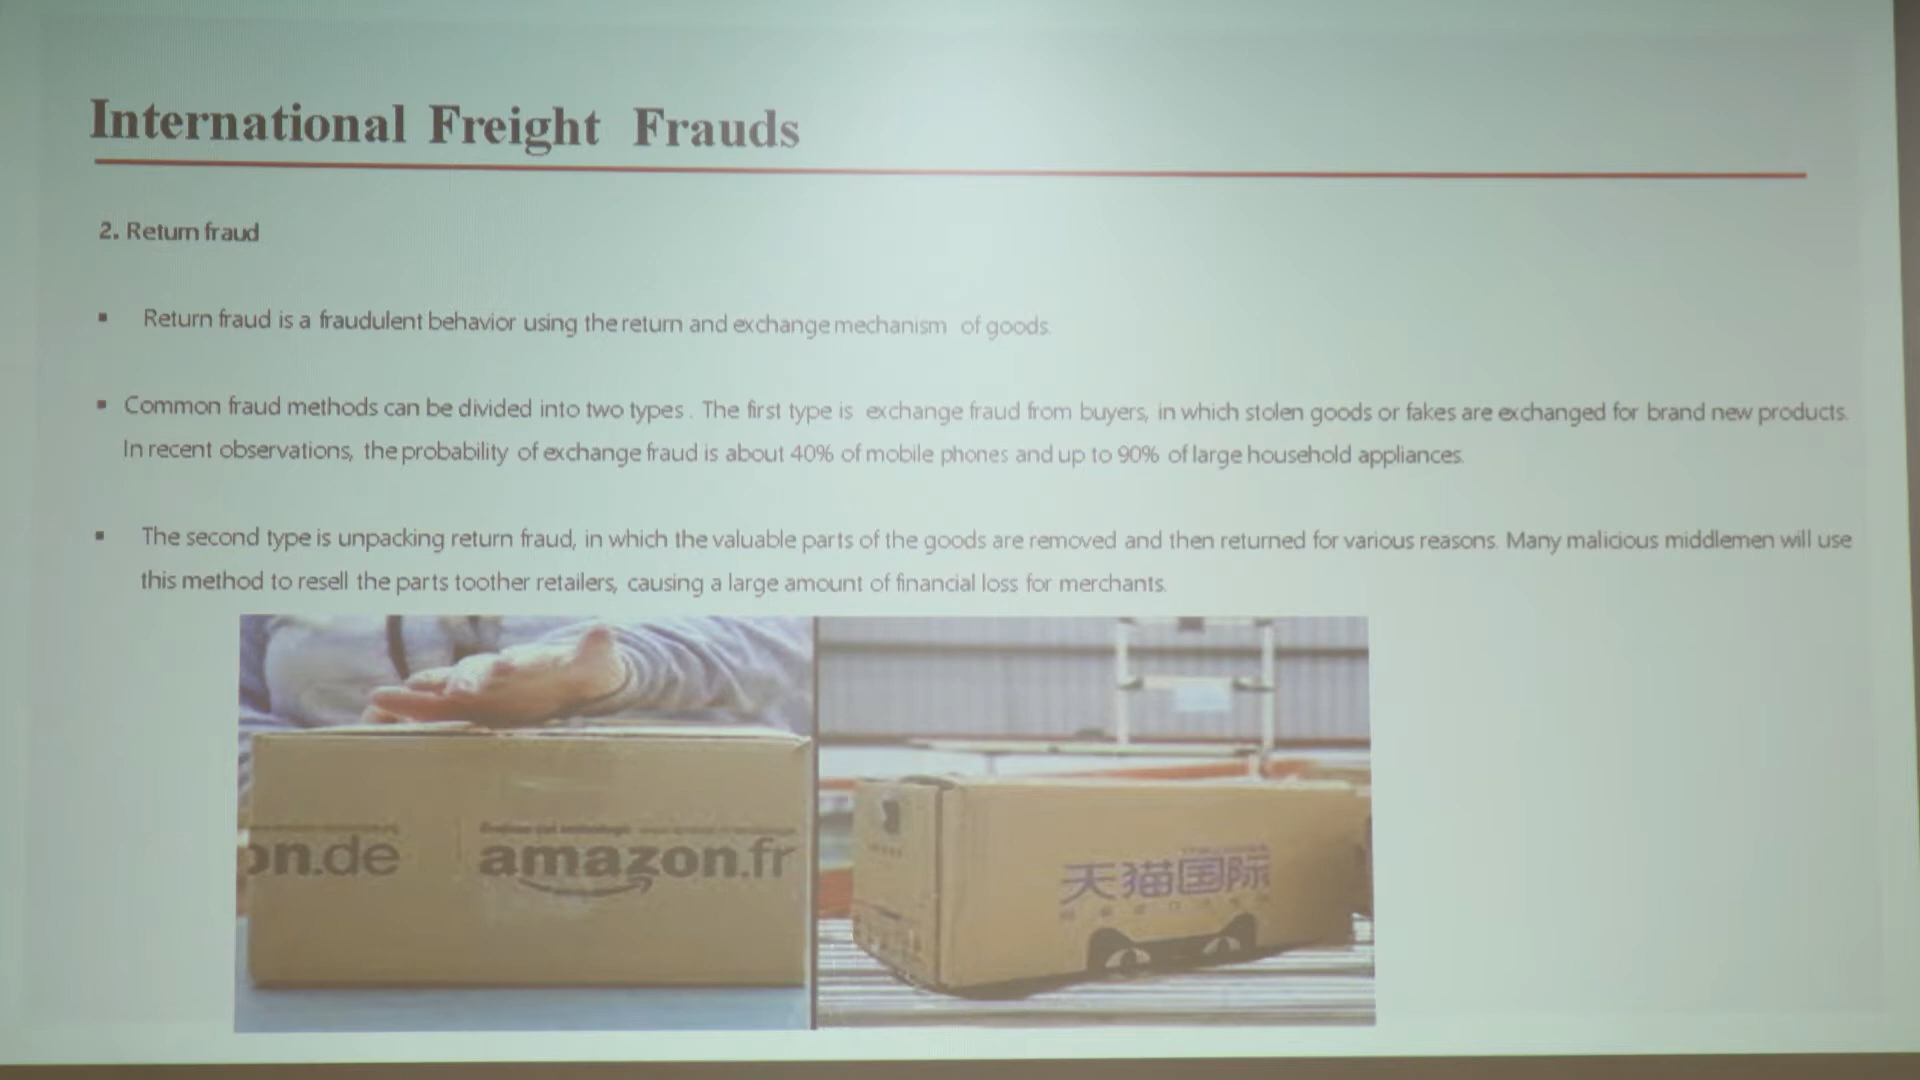 International Freight Frauds
2. Return fraud
▪ Return fraud is a fraudulent behavior using the return and exchange mechanism of goods.
▪ Common fraud methods can be divided into two types . The first type is exchange fraud from buyers, in which stolen goods or fakes are exchanged for brand new products.
In recent observations, the probability of exchange fraud is about 40% of mobile phones and up to 90% of large household appliances.
▪ The second type is unpacking return fraud, in which the valuable parts of the goods are removed and then returned for various reasons. Many malicious middlemen will use
this method to resell the parts toother retailers, causing a large amount of financial loss for merchants.
on.de
amazon.fr
天猫国际